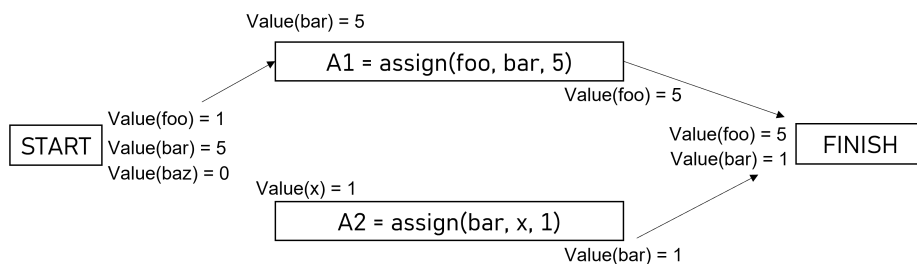 Value(bar) = 5
A1 = assign(foo, bar, 5)
Value(foo) = 5
START
Value(foo) = 1
Value(bar) = 5
Value(baz) = 0
Value(foo) = 5
Value(bar) = 1
FINISH
Value(x) = 1
A2 = assign(bar, x, 1)
Value(bar) = 1